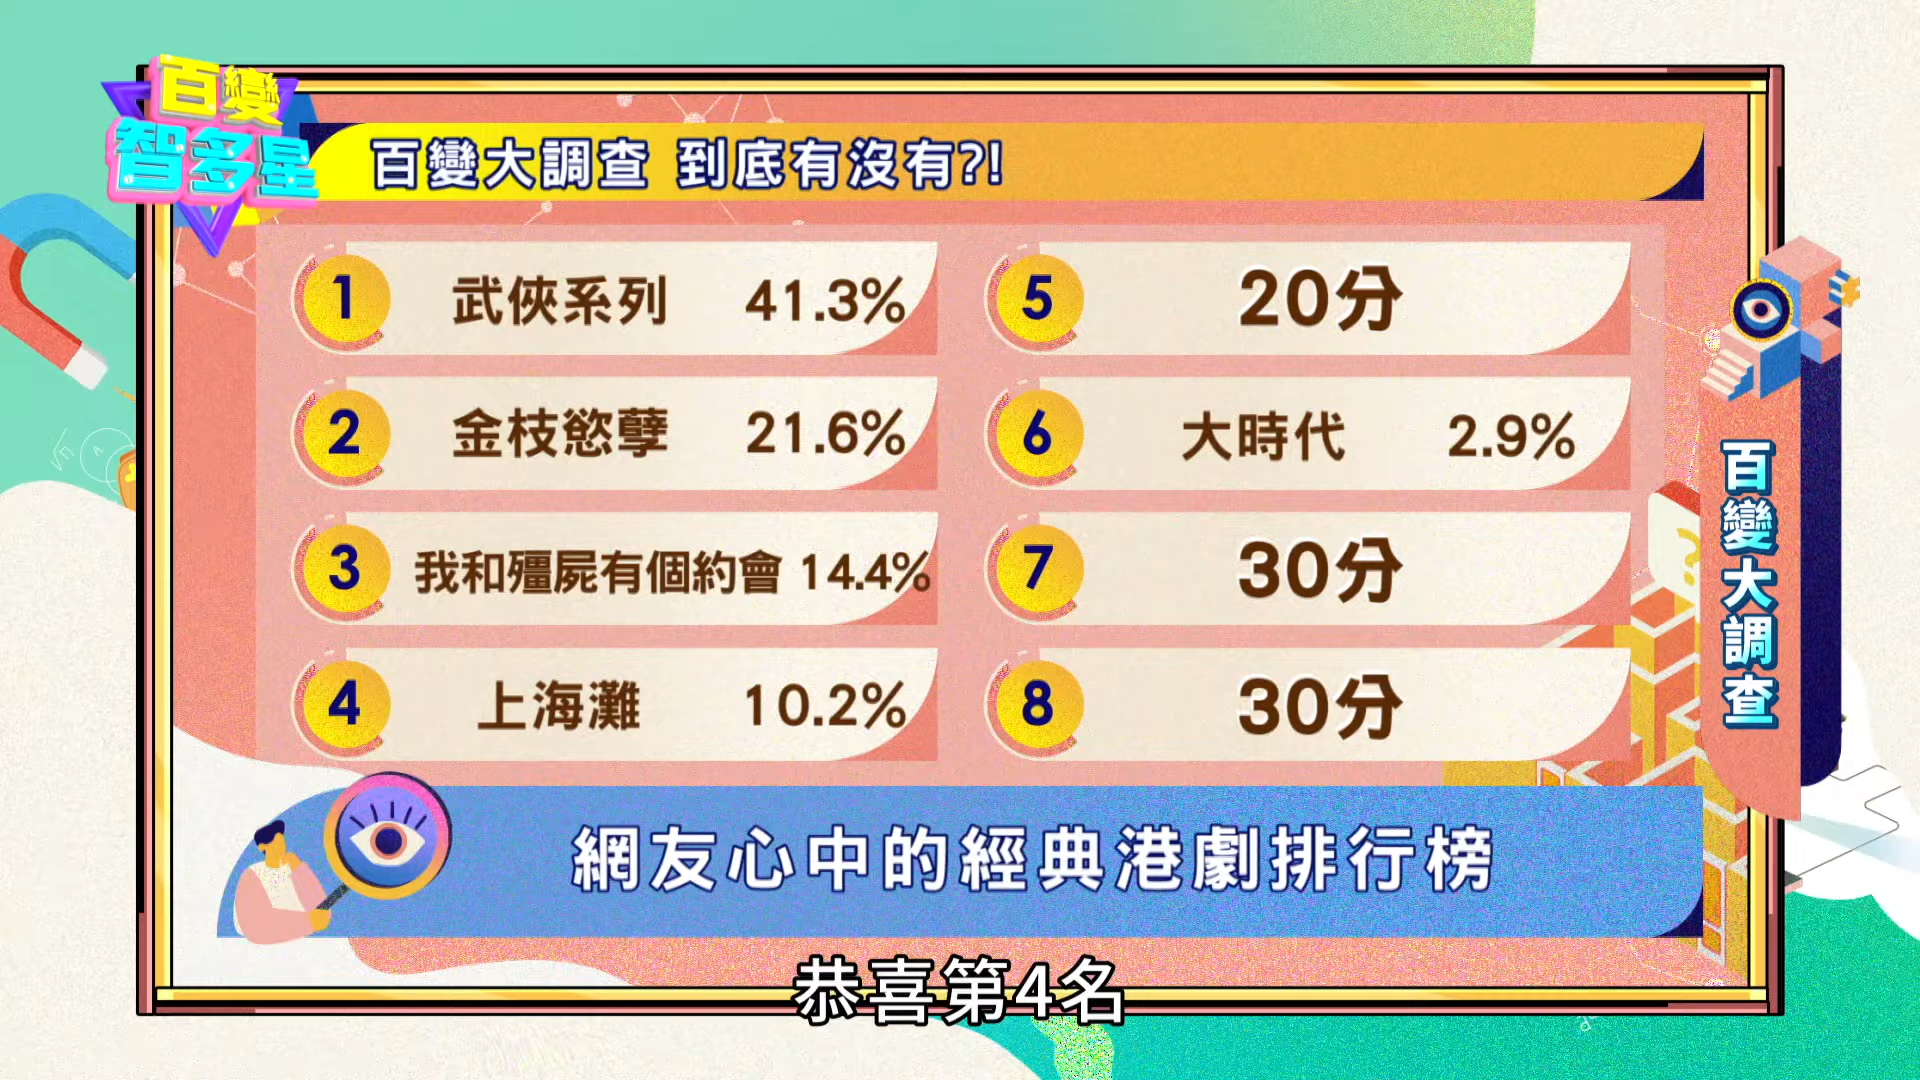 百變
智多星
百變大調查 到底有沒有?!
1 武俠系列 41.3%
2 金枝慾孽 21.6%
3 我和殭屍有個約會 14.4%
4 上海灘 10.2%
5 20分
6 大時代 2.9%
7 30分
8 30分
百變大調查
網友心中的經典港劇排行榜
恭喜第4名